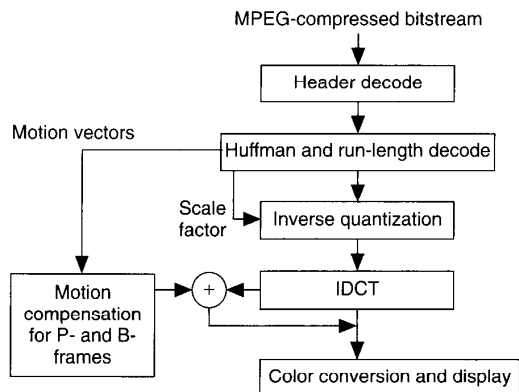 MPEG-compressed bitstream
Header decode
Motion vectors
Huffman and run-length decode
Scale
factor
Inverse quantization
Motion
compensation
for P- and B-
frames
+
IDCT
Color conversion and display